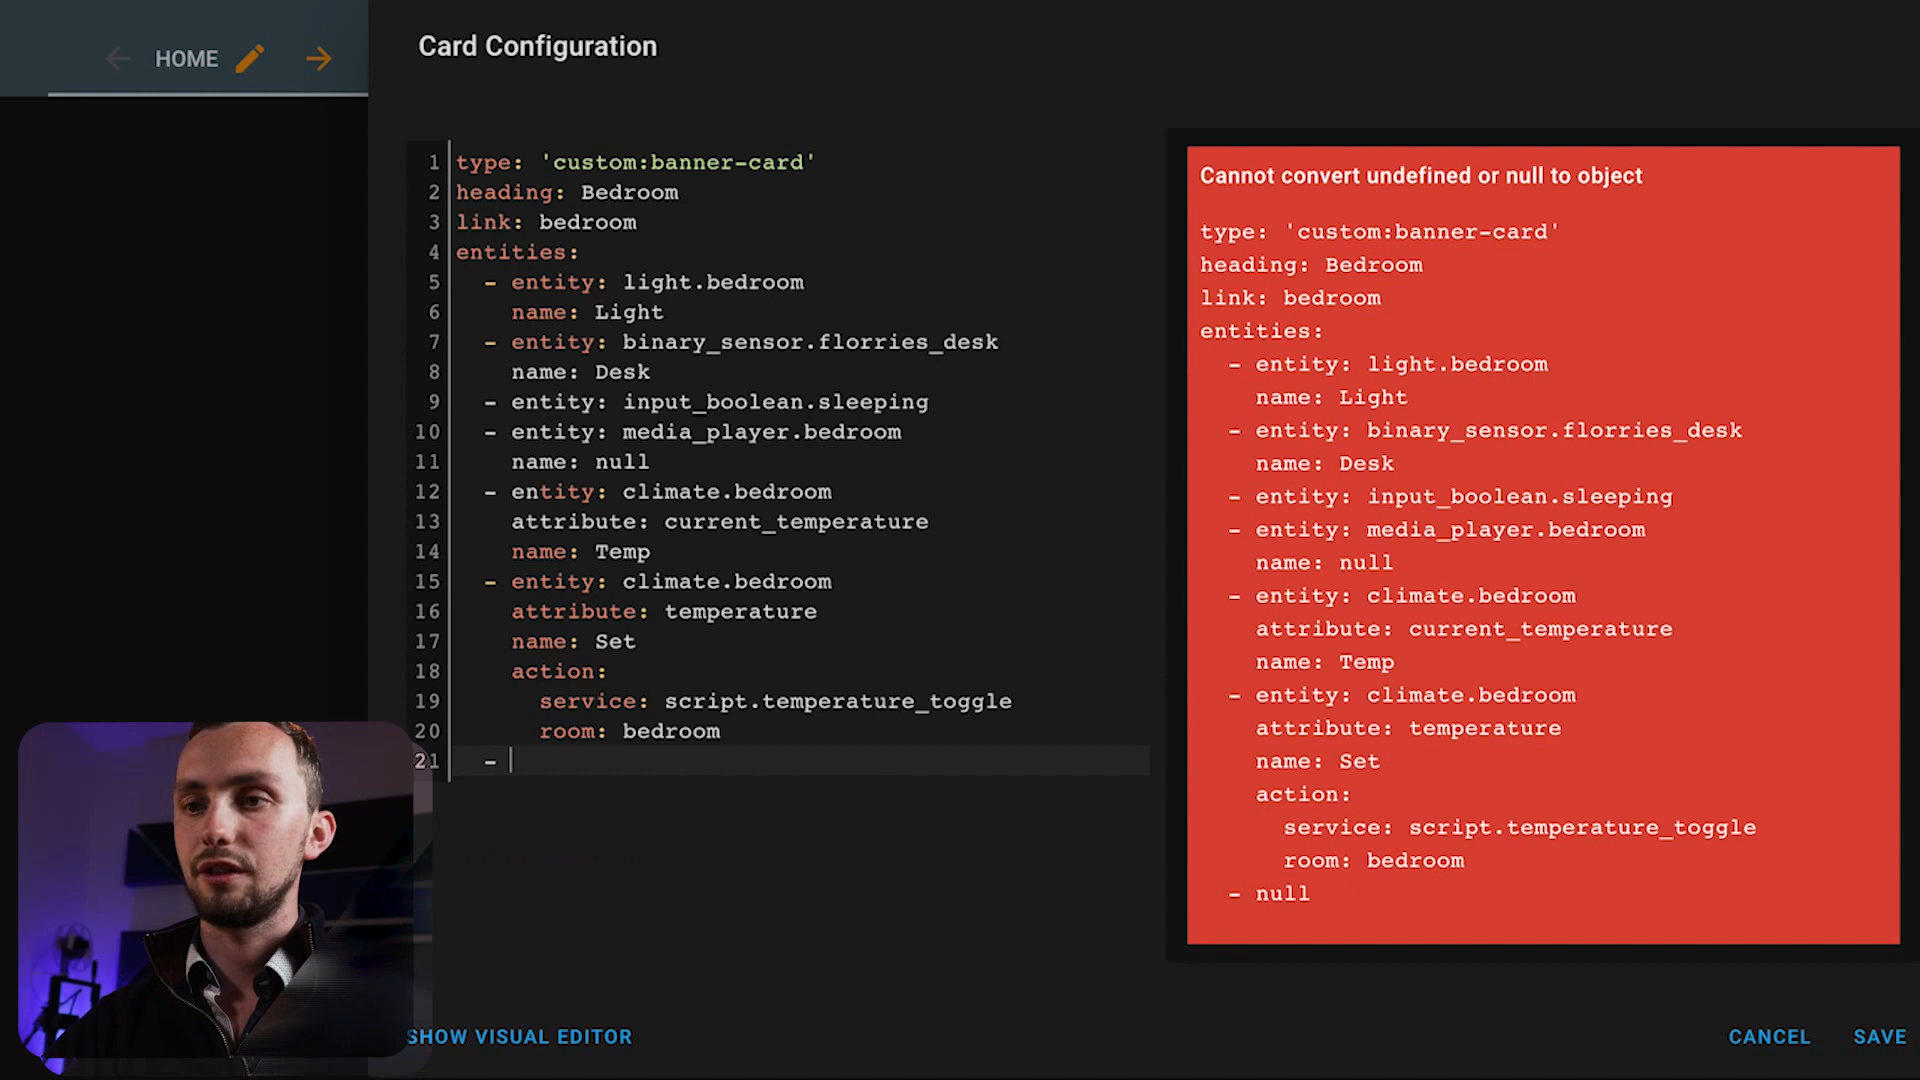 HOME
Card Configuration
1 type: 'custom:banner-card'
2 heading: Bedroom
3 link: bedroom
4 entities:
5 - entity: light.bedroom
6 name: Light
7 - entity: binary_sensor.florries_desk
8 name: Desk
9 - entity: input_boolean.sleeping
10 - entity: media_player.bedroom
11 name: null
12 - entity: climate.bedroom
13 attribute: current_temperature
14 name: Temp
15 - entity: climate.bedroom
16 attribute: temperature
17 name: Set
18 action:
19 service: script.temperature_toggle
20 room: bedroom
21 -
Cannot convert undefined or null to object
type: 'custom:banner-card'
heading: Bedroom
link: bedroom
entities:
- entity: light.bedroom
name: Light
- entity: binary_sensor.florries_desk
name: Desk
- entity: input_boolean.sleeping
- entity: media_player.bedroom
name: null
- entity: climate.bedroom
attribute: current_temperature
name: Temp
- entity: climate.bedroom
attribute: temperature
name: Set
action:
service: script.temperature_toggle
room: bedroom
- null
SHOW VISUAL EDITOR
CANCEL
SAVE